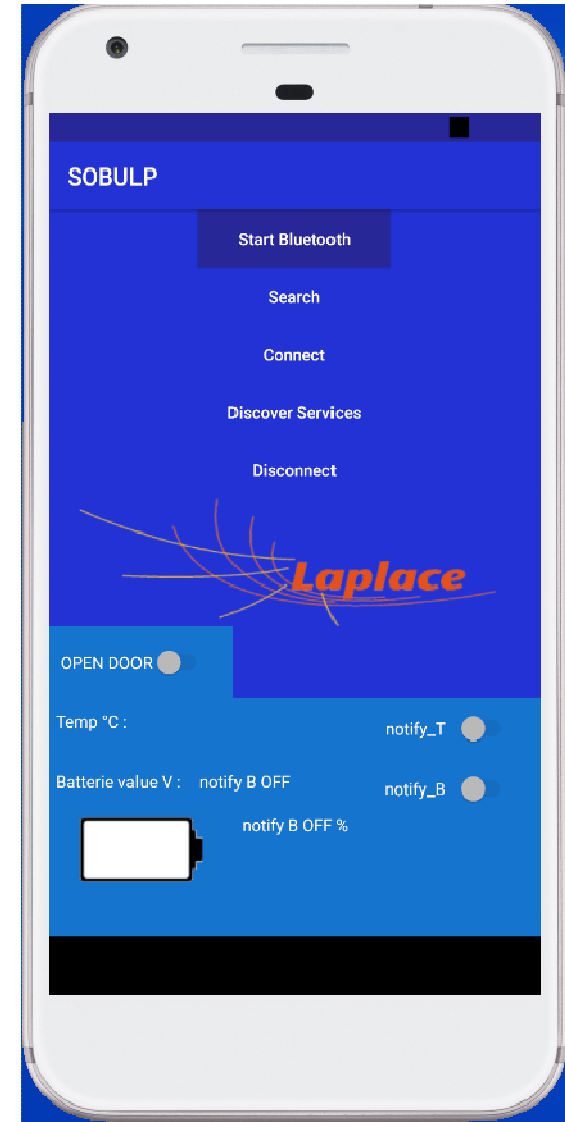 SOBULP
Start Bluetooth
Search
Connect
Discover Services
Disconnect
Laplace
OPEN DOOR
Temp °C :
notify_T
Batterie value V : notify B OFF
notify_B
notify B OFF %